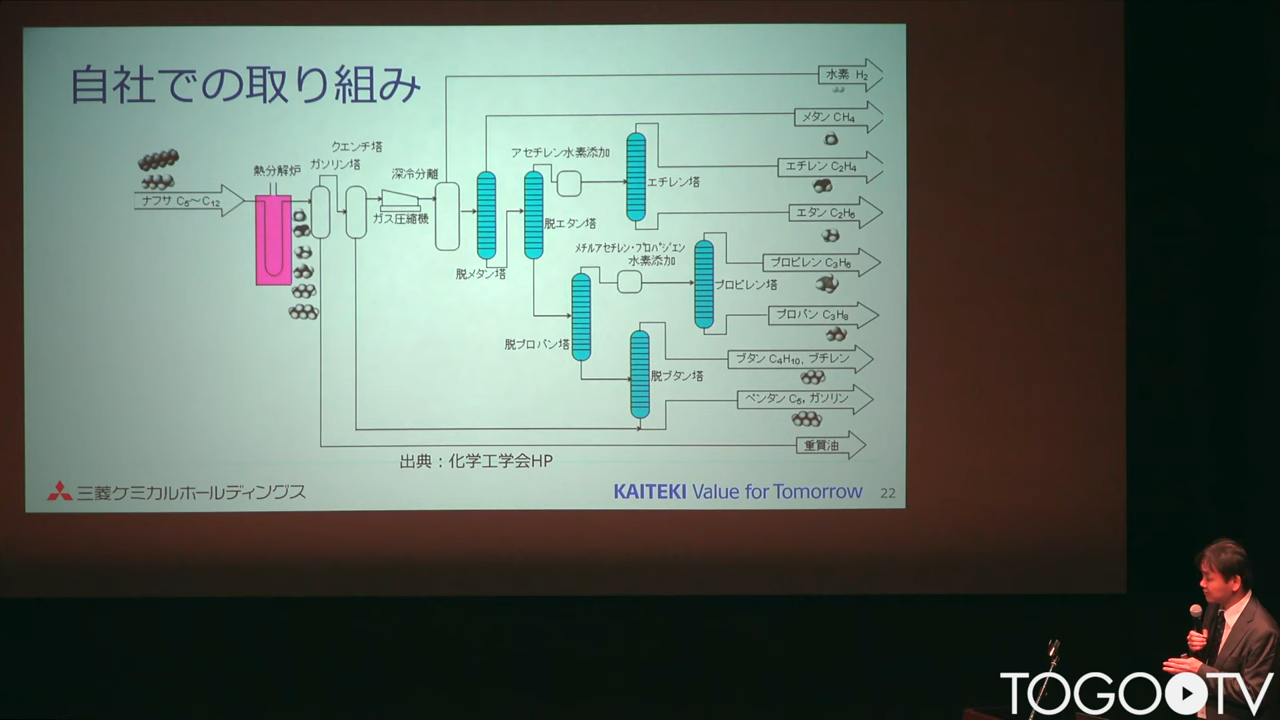 自社での取り組み
水素 H2
メタン CH4
クエンチ塔
アセチレン水素添加
熱分解炉
ガソリン塔
深冷分離
エチレン C2H4
エチレン塔
ナフサ C5～C12
ガス圧縮機
エタン C2H6
脱エタン塔
メチルアセチレン・プロパジエン
水素添加
プロピレン C3H6
脱メタン塔
プロピレン塔
プロパン C3H8
脱プロパン塔
ブタン C4H10, ブチレン
脱ブタン塔
ペンタン C5, ガソリン
重質油
出典：化学工学会HP
三菱ケミカルホールディングス
KAITEKI Value for Tomorrow
22
TOGO TV